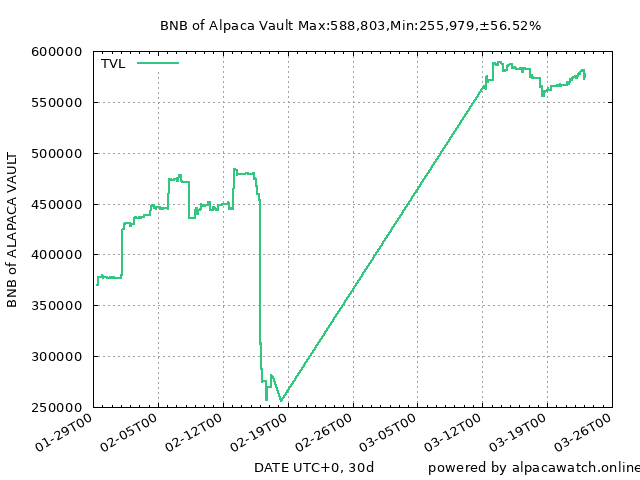 BNB of Alpaca Vault Max:588,803,Min:255,979,±56.52%
TVL
600000
550000
500000
450000
400000
350000
300000
250000
BNB of ALAPACA VAULT
01-29T00
02-05T00
02-12T00
02-19T00
02-26T00
03-05T00
03-12T00
03-19T00
03-26T00
DATE UTC+0, 30d
powered by alpacawatch.online